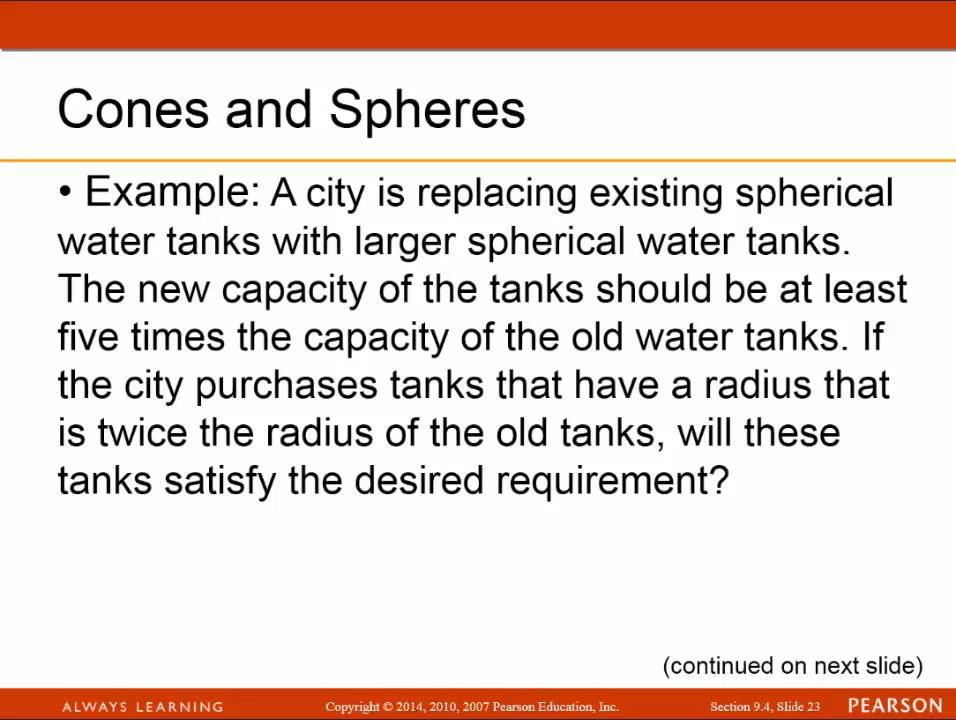 Cones and Spheres
• Example: A city is replacing existing spherical
water tanks with larger spherical water tanks.
The new capacity of the tanks should be at least
five times the capacity of the old water tanks. If
the city purchases tanks that have a radius that
is twice the radius of the old tanks, will these
tanks satisfy the desired requirement?
(continued on next slide)
ALWAYS LEARNING Copyright © 2014, 2010, 2007 Pearson Education, Inc. Section 9.4, Slide 23 PEARSON